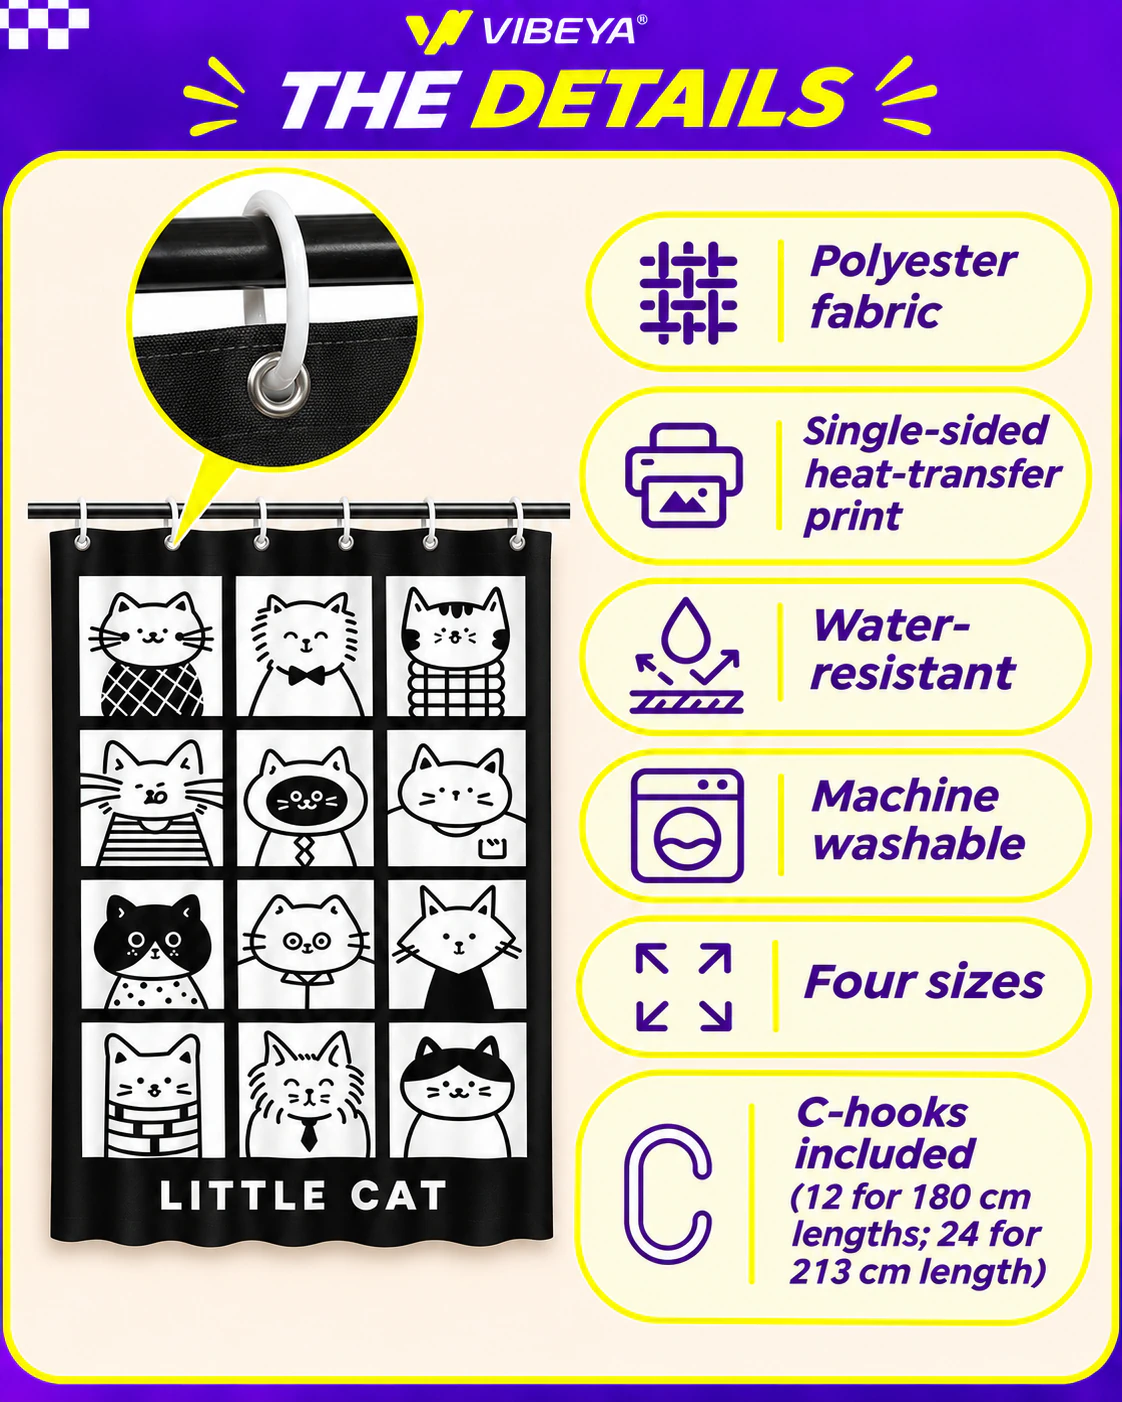 VIBEYA®
THE DETAILS
Polyester
fabric
Single-sided
heat-transfer
print
Water-
resistant
Machine
washable
Four sizes
C-hooks
included
(12 for 180 cm
lengths; 24 for
213 cm length)
LITTLE CAT